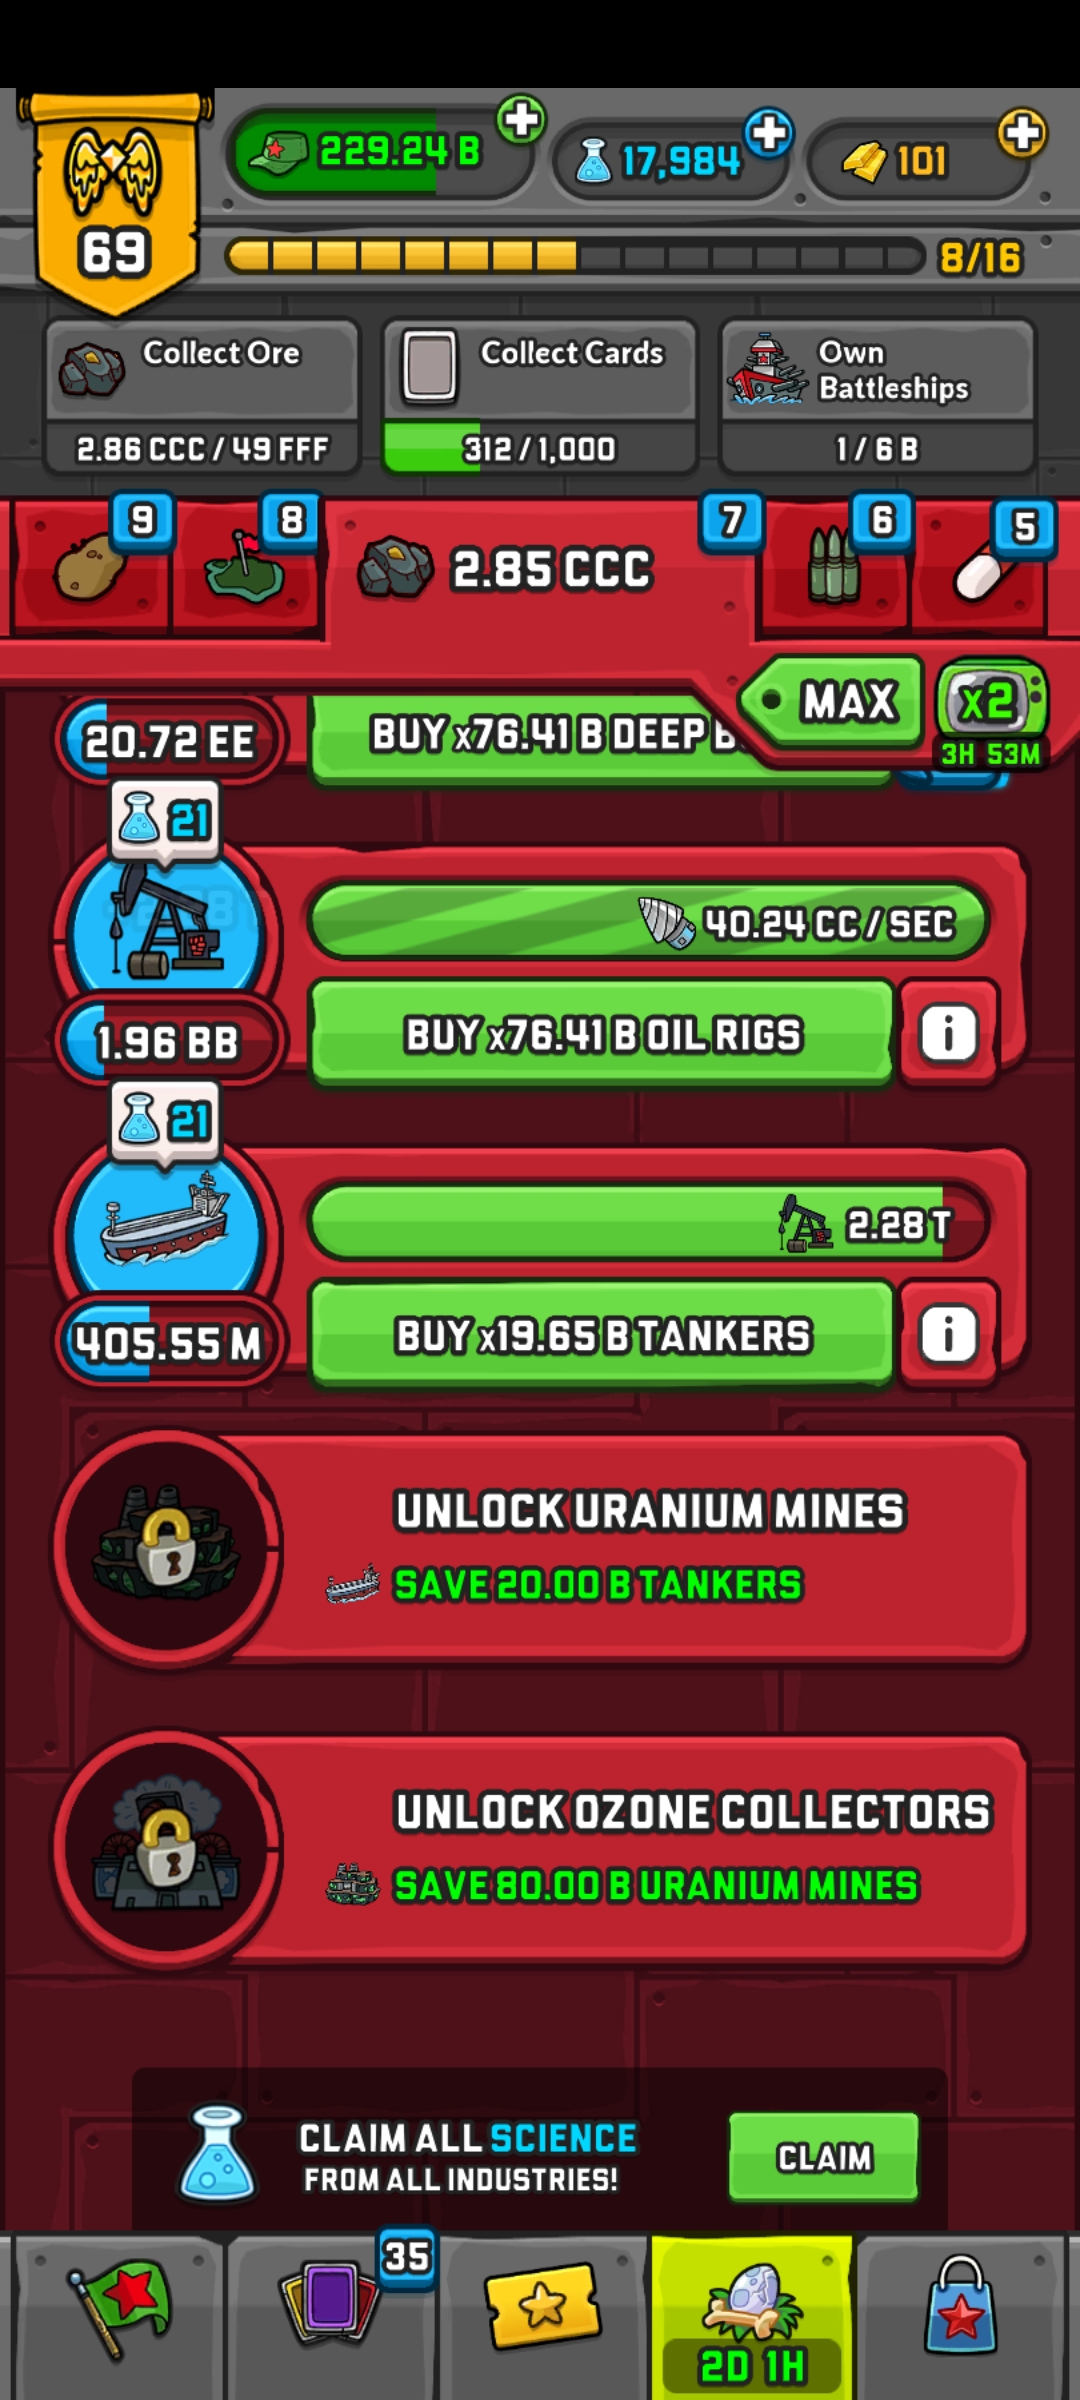 229.24 B
17,984
101
69
8/16
Collect Ore
2.86 CCC / 49 FFF
Collect Cards
312 / 1,000
Own
Battleships
1 / 6 B
9
8
7
6
5
2.85 CCC
MAX
x2
3H 53M
20.72 EE
BUY x76.41 B DEEP B
21
40.24 CC / SEC
1.96 BB
BUY x76.41 B OIL RIGS
i
21
2.28 T
405.55 M
BUY x19.65 B TANKERS
i
UNLOCK URANIUM MINES
SAVE 20.00 B TANKERS
UNLOCK OZONE COLLECTORS
SAVE 80.00 B URANIUM MINES
CLAIM ALL SCIENCE
FROM ALL INDUSTRIES!
CLAIM
35
2D 1H